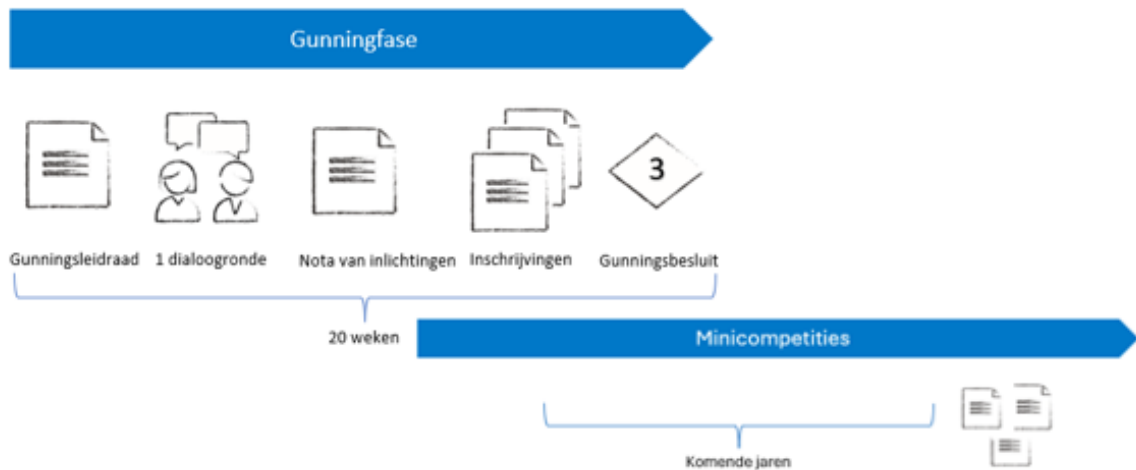 Gunningfase
3
Gunningsleidraad
1 dialoogronde
Nota van inlichtingen
Inschrijvingen
Gunningsbesluit
20 weken
Minicompetities
Komende jaren